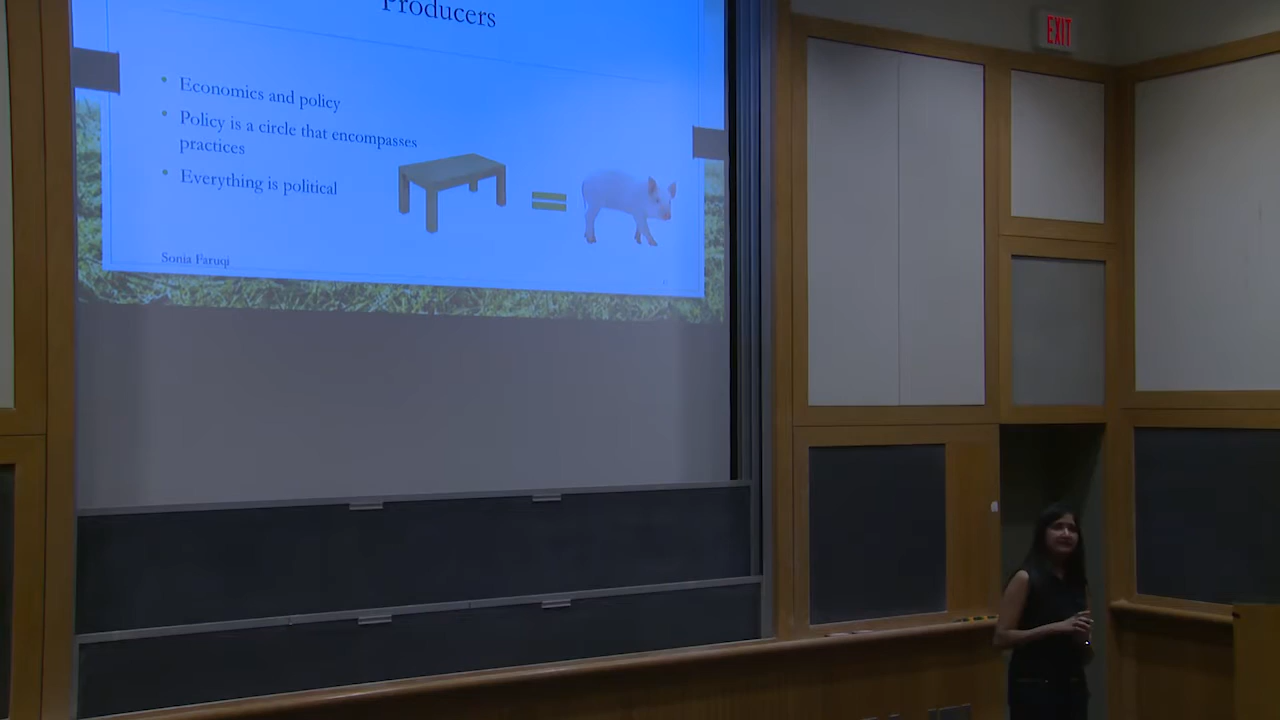 Producers
EXIT
Economics and policy
Policy is a circle that encompasses
practices
Everything is political
Sonia Faruqi